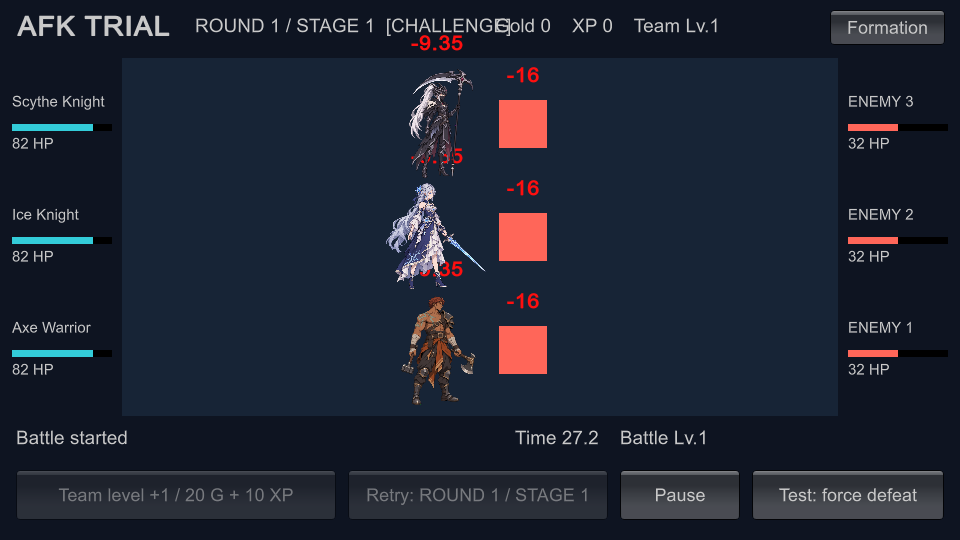 AFK TRIAL
ROUND 1 / STAGE 1 [CHALLENGE]
Gold 0
XP 0
Team Lv.1
Formation
-9.35
-16
Scythe Knight
82 HP
ENEMY 3
32 HP
-16
Ice Knight
82 HP
ENEMY 2
32 HP
-16
Axe Warrior
82 HP
ENEMY 1
32 HP
Battle started
Time 27.2
Battle Lv.1
Team level +1 / 20 G + 10 XP
Retry: ROUND 1 / STAGE 1
Pause
Test: force defeat